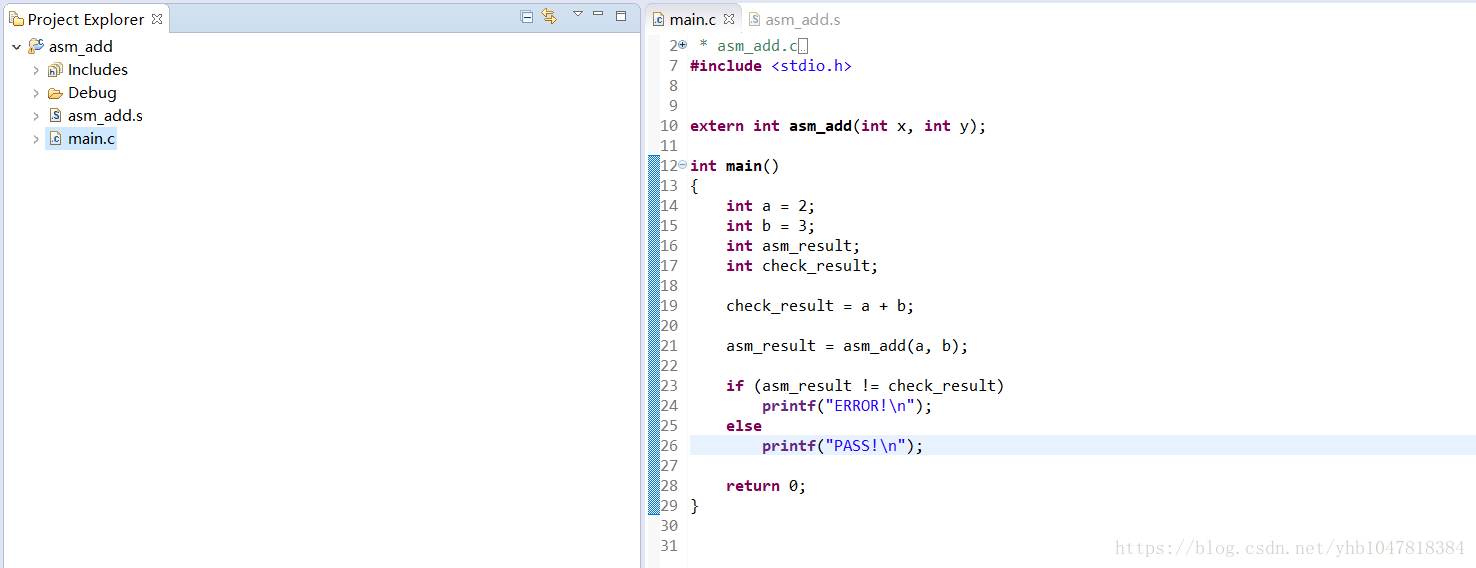 Project Explorer
asm_add
Includes
Debug
asm_add.s
main.c
main.c asm_add.s
2 * asm_add.c..
7 #include <stdio.h>
8
9
10 extern int asm_add(int x, int y);
11
12 int main()
13 {
14 int a = 2;
15 int b = 3;
16 int asm_result;
17 int check_result;
18
19 check_result = a + b;
20
21 asm_result = asm_add(a, b);
22
23 if (asm_result != check_result)
24 printf("ERROR!\n");
25 else
26 printf("PASS!\n");
27
28 return 0;
29 }
30
31
https://blog.csdn.net/yhb1047818384